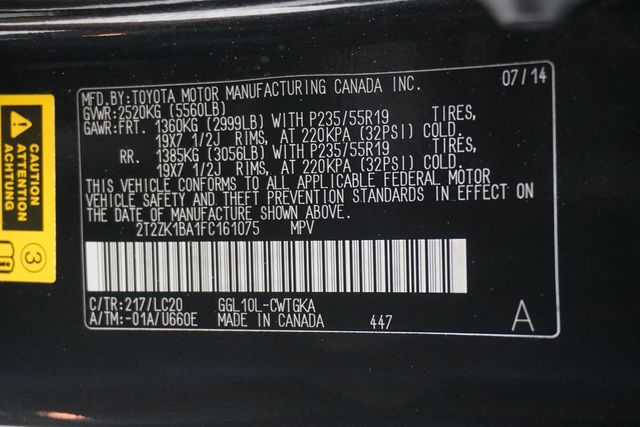 MFD.BY:TOYOTA MOTOR MANUFACTURING CANADA INC. 07/14
GVWR:2520KG (5560LB)
GAWR:FRT. 1360KG (2999LB) WITH P235/55R19 TIRES,
19X7 1/2J RIMS, AT 220KPA (32PSI) COLD.
RR. 1385KG (3056LB) WITH P235/55R19 TIRES,
19X7 1/2J RIMS, AT 220KPA (32PSI) COLD.
THIS VEHICLE CONFORMS TO ALL APPLICABLE FEDERAL MOTOR
VEHICLE SAFETY AND THEFT PREVENTION STANDARDS IN EFFECT ON
THE DATE OF MANUFACTURE SHOWN ABOVE.
2T2ZK1BA1FC161075 MPV
C/TR:217/LC20 GGL10L-CWTGKA
A/TM:-01A/U660E MADE IN CANADA 447 A
CAUTION
ATTENTION
ACHTUNG
3